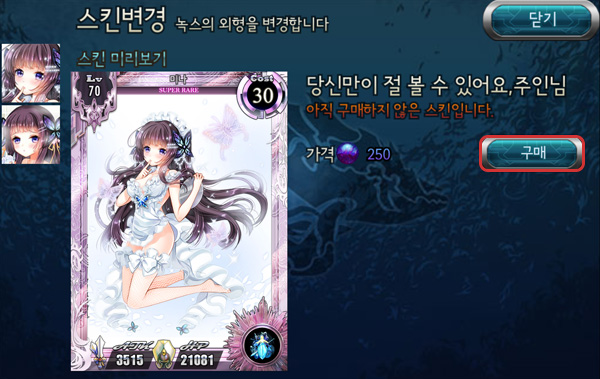 스킨변경 녹스의 외형을 변경합니다
닫기
스킨 미리보기
Lv
70
미나
SUPER RARE
Cost
30
당신만이 절 볼 수 있어요,주인님
아직 구매하지 않은 스킨입니다.
가격 250
구매
ATK
3515
HP
21081